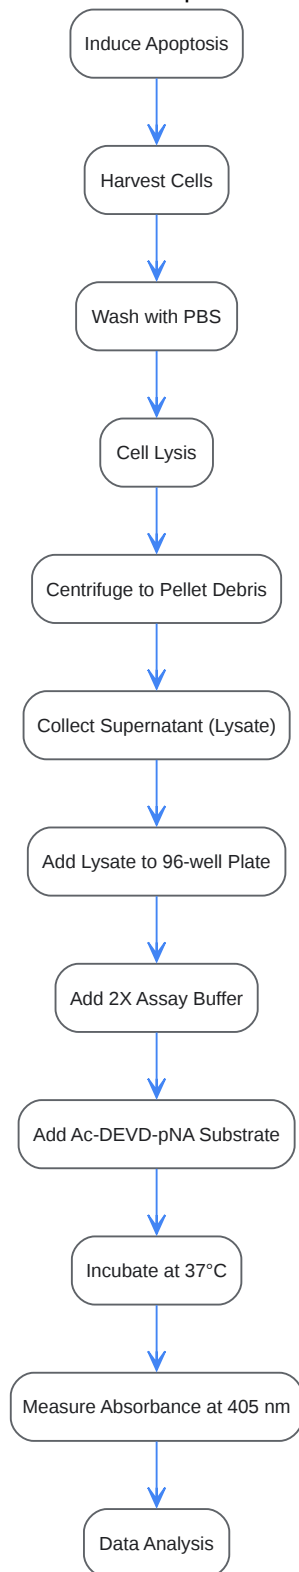 Induce Apoptosis
Harvest Cells
Wash with PBS
Cell Lysis
Centrifuge to Pellet Debris
Collect Supernatant (Lysate)
Add Lysate to 96-well Plate
Add 2X Assay Buffer
Add Ac-DEVD-pNA Substrate
Incubate at 37°C
Measure Absorbance at 405 nm
Data Analysis